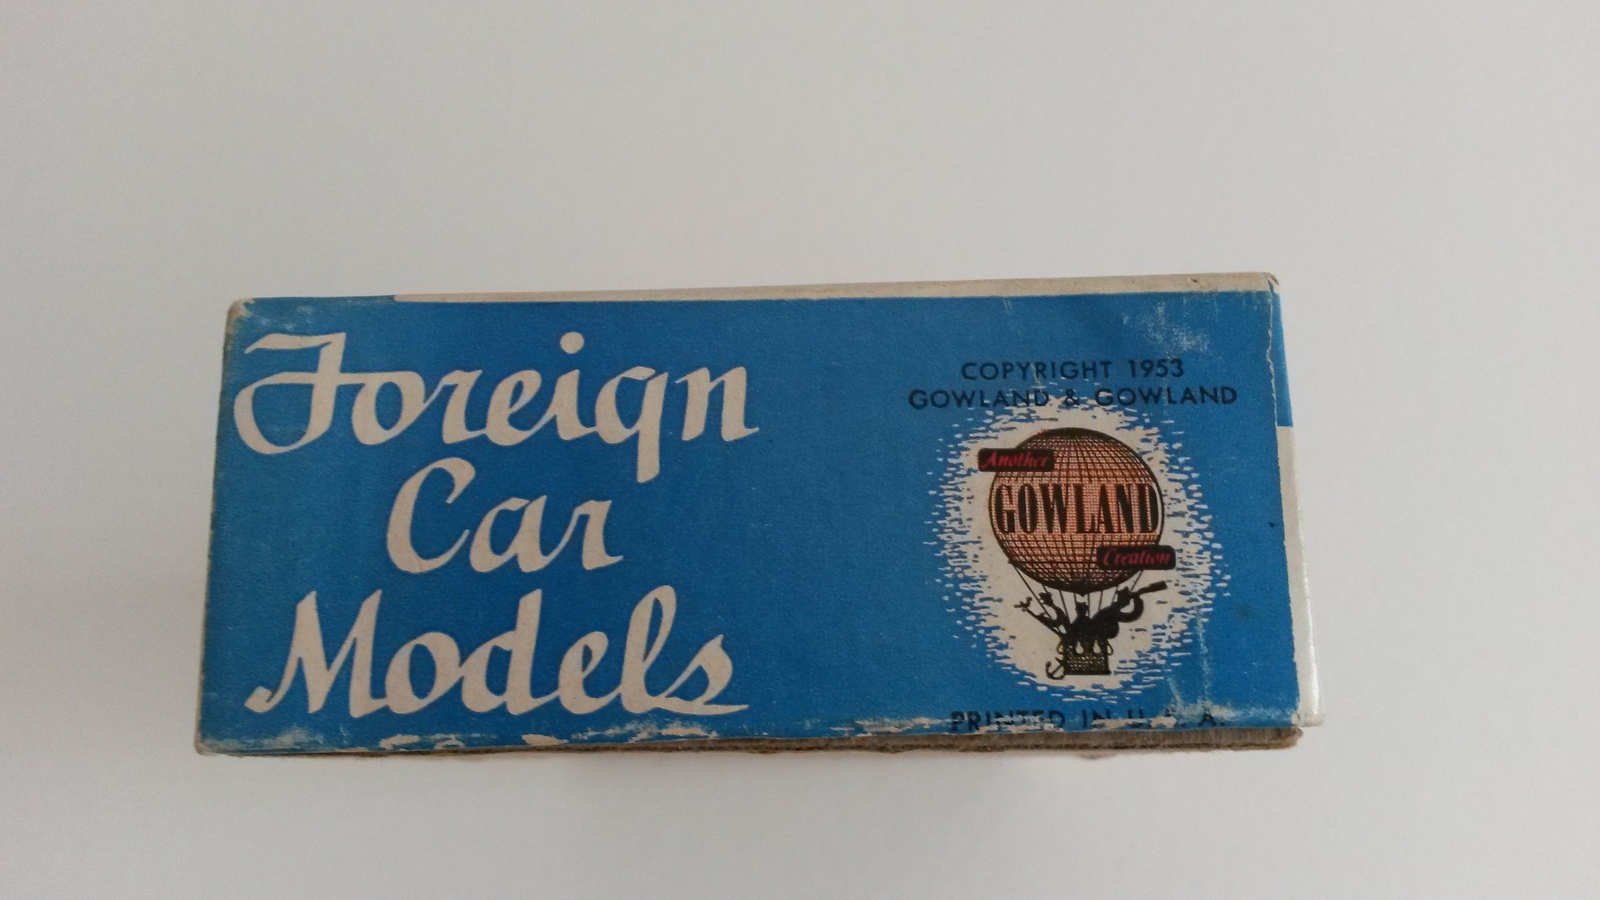 Foreign
Car
Models
COPYRIGHT 1953
GOWLAND & GOWLAND
Another
GOWLAND
Creation
PRINTED IN U. S. A.